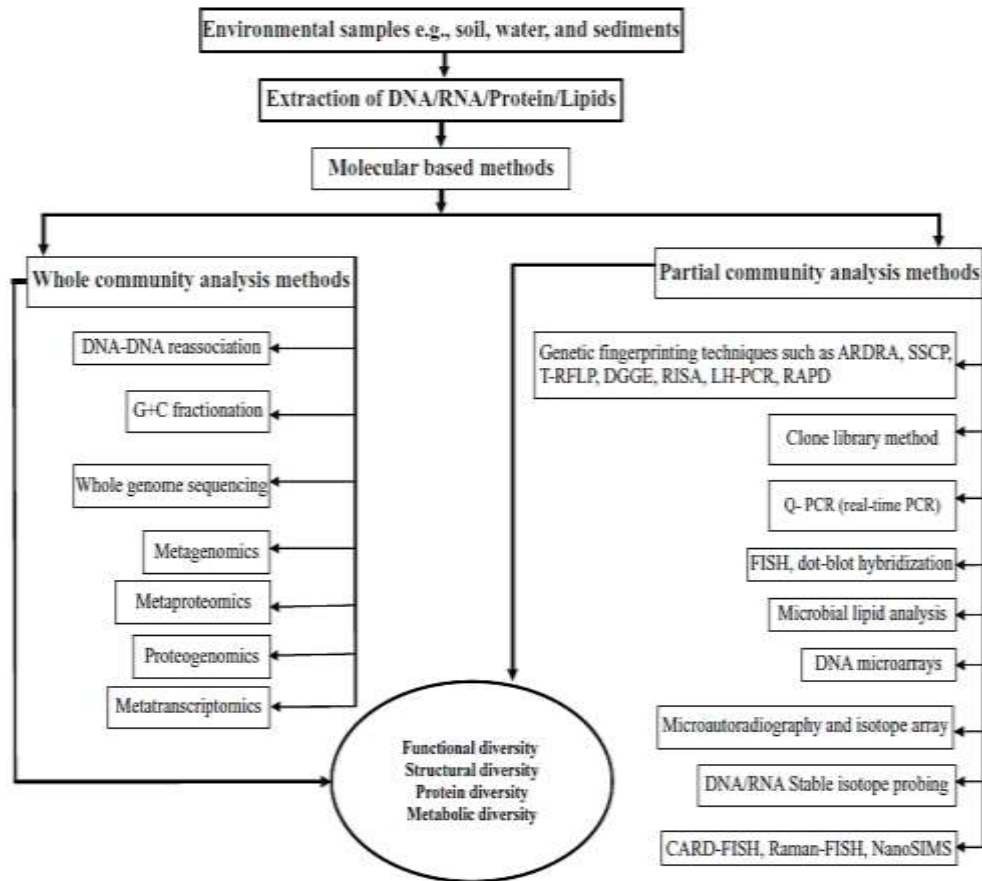 Environmental samples e.g., soil, water, and sediments
Extraction of DNA/RNA/Protein/Lipids
Molecular based methods
Whole community analysis methods
DNA-DNA reassociation
G+C fractionation
Whole genome sequencing
Metagenomics
Metaproteomics
Proteogenomics
Metatranscriptomics
Partial community analysis methods
Genetic fingerprinting techniques such as ARDRA, SSCP,
T-RFLP, DGGE, RISA, LH-PCR, RAPD
Clone library method
Q- PCR (real-time PCR)
FISH, dot-blot hybridization
Microbial lipid analysis
DNA microarrays
Microautoradiography and isotope array
DNA/RNA Stable isotope probing
CARD-FISH, Raman-FISH, NanoSIMS
Functional diversity
Structural diversity
Protein diversity
Metabolic diversity